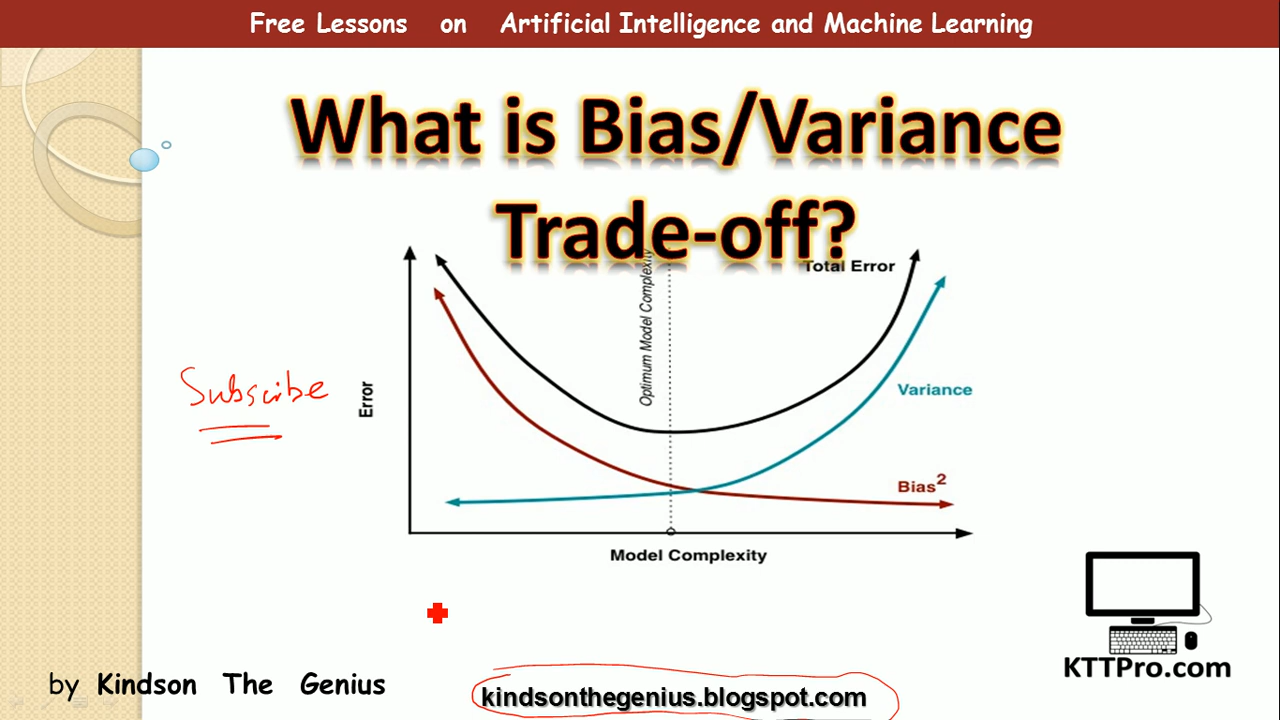 Free Lessons on Artificial Intelligence and Machine Learning
What is Bias/Variance
Trade-off?
Total Error
Optimum Model Complexity
Subscribe
Error
Variance
Bias²
Model Complexity
KTTPro.com
by Kindson The Genius
kindsonthegenius.blogspot.com